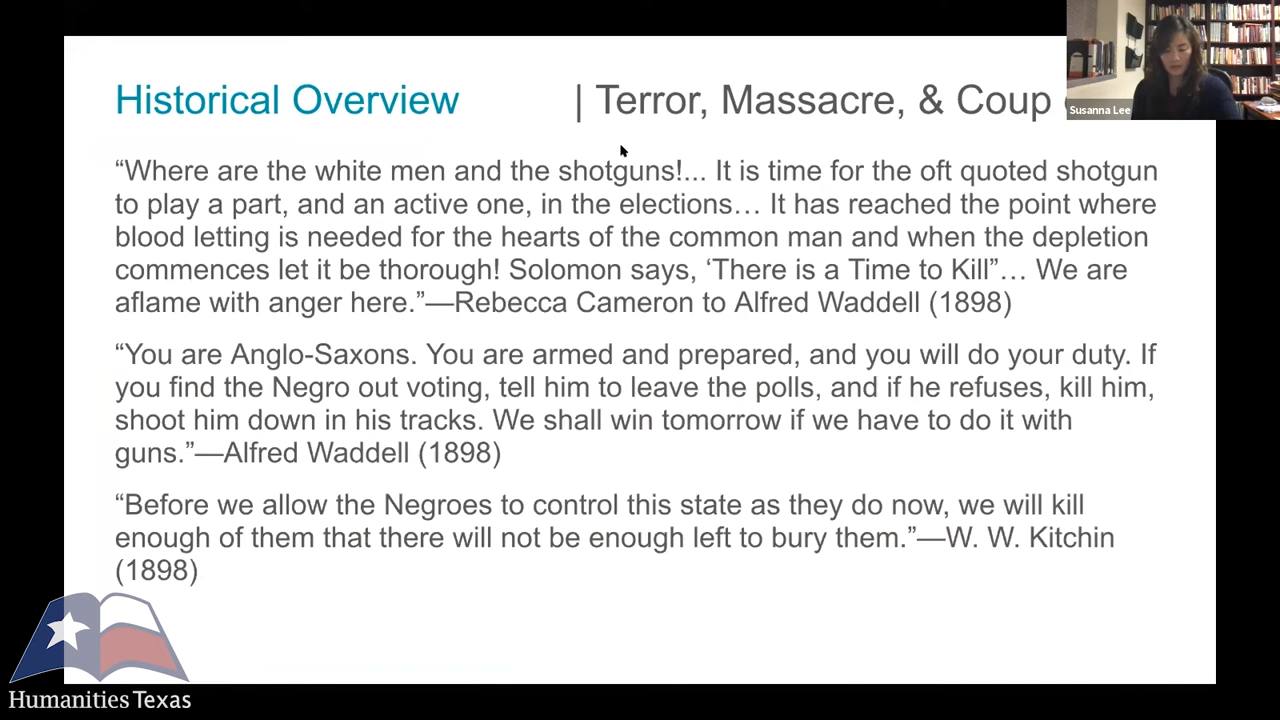 Historical Overview | Terror, Massacre, & Coup
Susanna Lee
“Where are the white men and the shotguns!... It is time for the oft quoted shotgun
to play a part, and an active one, in the elections… It has reached the point where
blood letting is needed for the hearts of the common man and when the depletion
commences let it be thorough! Solomon says, ‘There is a Time to Kill”… We are
aflame with anger here.”—Rebecca Cameron to Alfred Waddell (1898)
“You are Anglo-Saxons. You are armed and prepared, and you will do your duty. If
you find the Negro out voting, tell him to leave the polls, and if he refuses, kill him,
shoot him down in his tracks. We shall win tomorrow if we have to do it with
guns.”—Alfred Waddell (1898)
“Before we allow the Negroes to control this state as they do now, we will kill
enough of them that there will not be enough left to bury them.”—W. W. Kitchin
(1898)
Humanities Texas